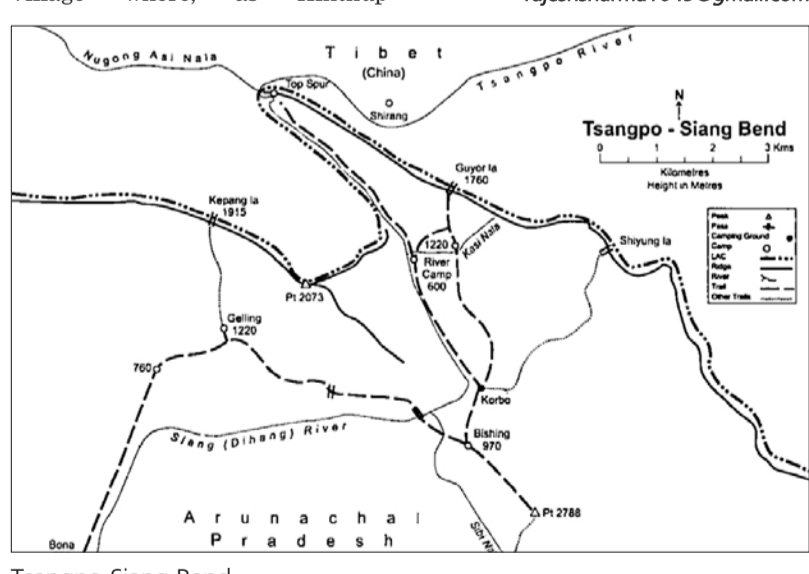 rajeshsharma1049@gmail.com
Tibet
(China)
Nugong Asi Nala
Tsangpo River
Top Spur
Shirang
N
Tsangpo - Siang Bend
0 1 2 3 Kms
Kilometres
Height in Metres
Guyor la
1760
Kepang la
1915
Peak
Pass
Camping Ground
Camp
LAC
Ridge
River
Trail
Other Trails
1220
Kasi Nala
Shiyung la
River
Camp
600
Pt 2073
Gelling
1220
760
Korbo
Siang (Dihang) River
Bishing
970
Arunachal
Pradesh
Pt 2788
Bona
Tsangpo-Siang Bend